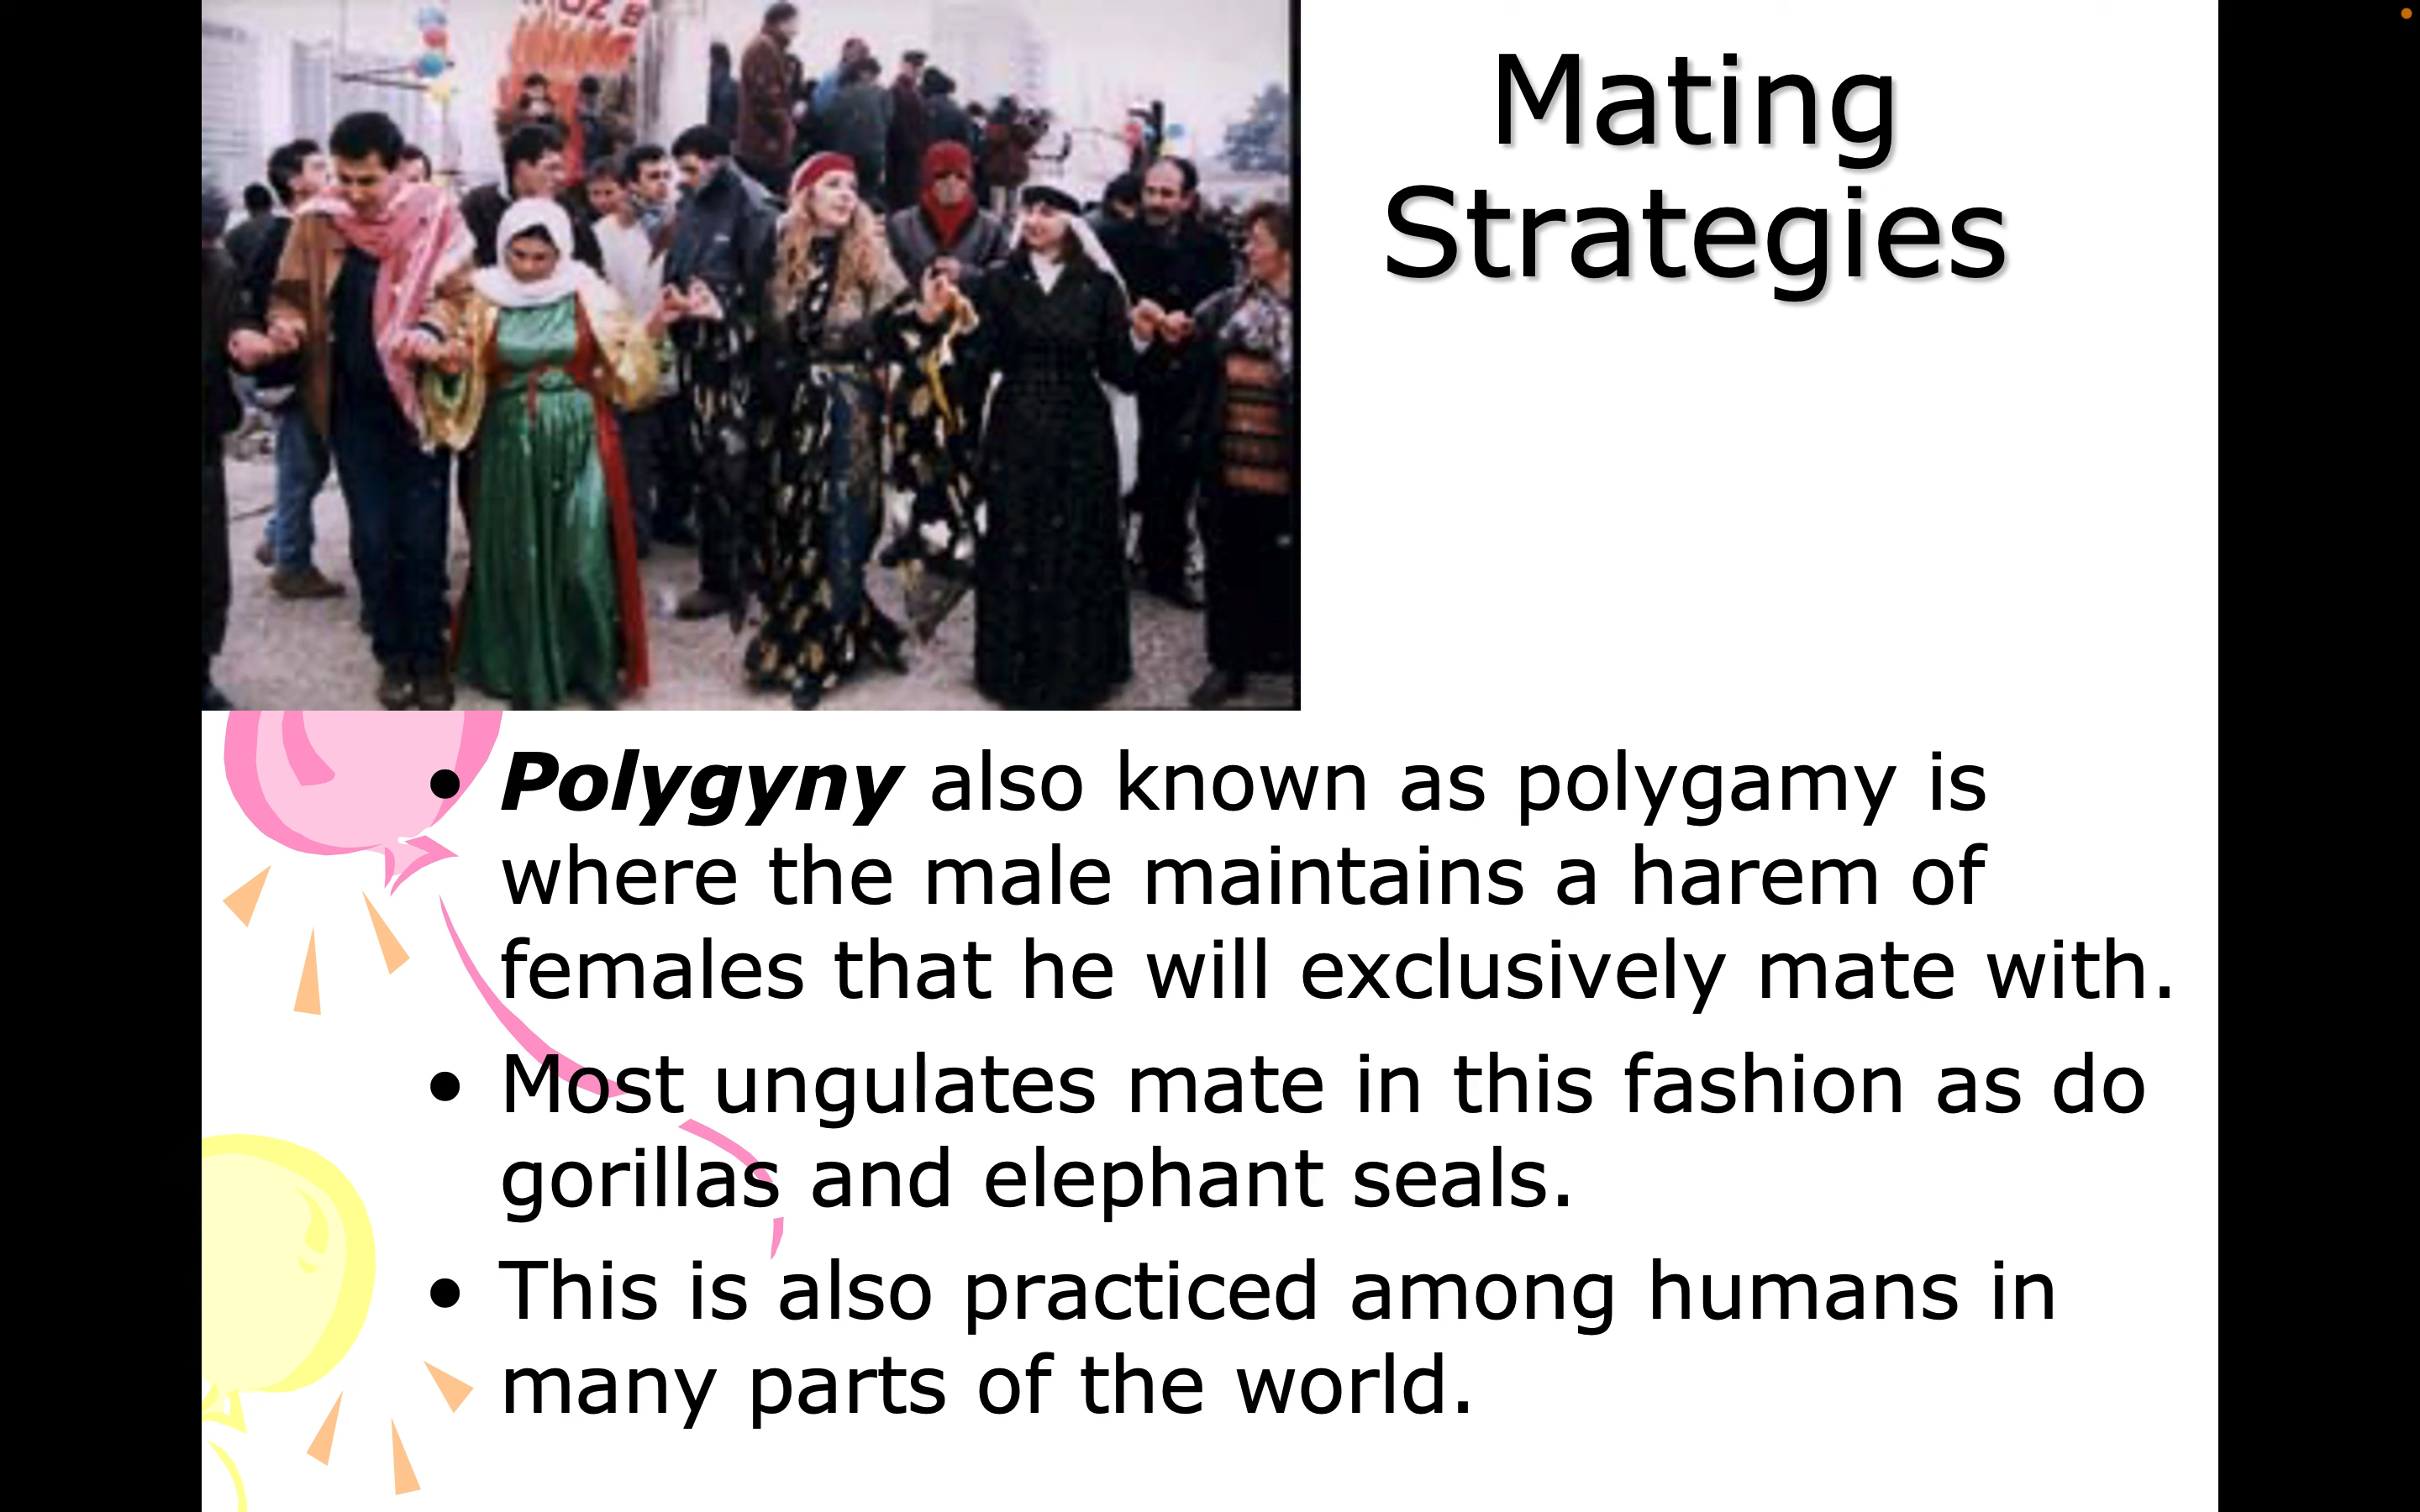 Mating
Strategies
• Polygyny also known as polygamy is
where the male maintains a harem of
females that he will exclusively mate with.
• Most ungulates mate in this fashion as do
gorillas and elephant seals.
• This is also practiced among humans in
many parts of the world.